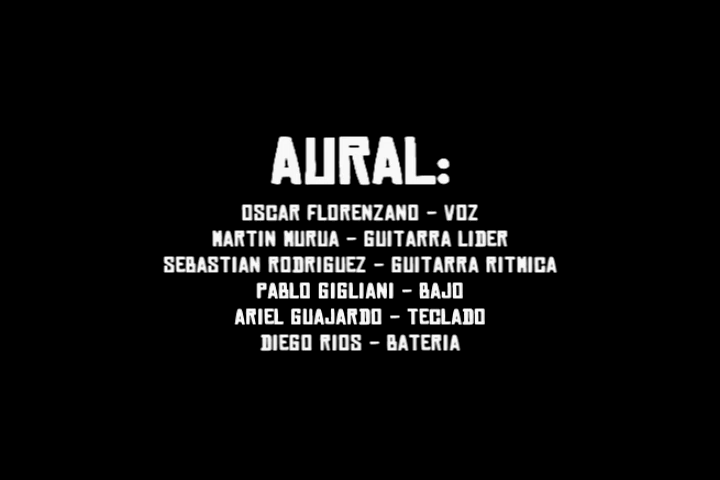 AURAL:
OSCAR FLORENZANO - VOZ
MARTIN MURUA - GUITARRA LIDER
SEBASTIAN RODRIGUEZ - GUITARRA RITMICA
PABLO GIGLIANI - BAJO
ARIEL GUAJARDO - TECLADO
DIEGO RIOS - BATERIA